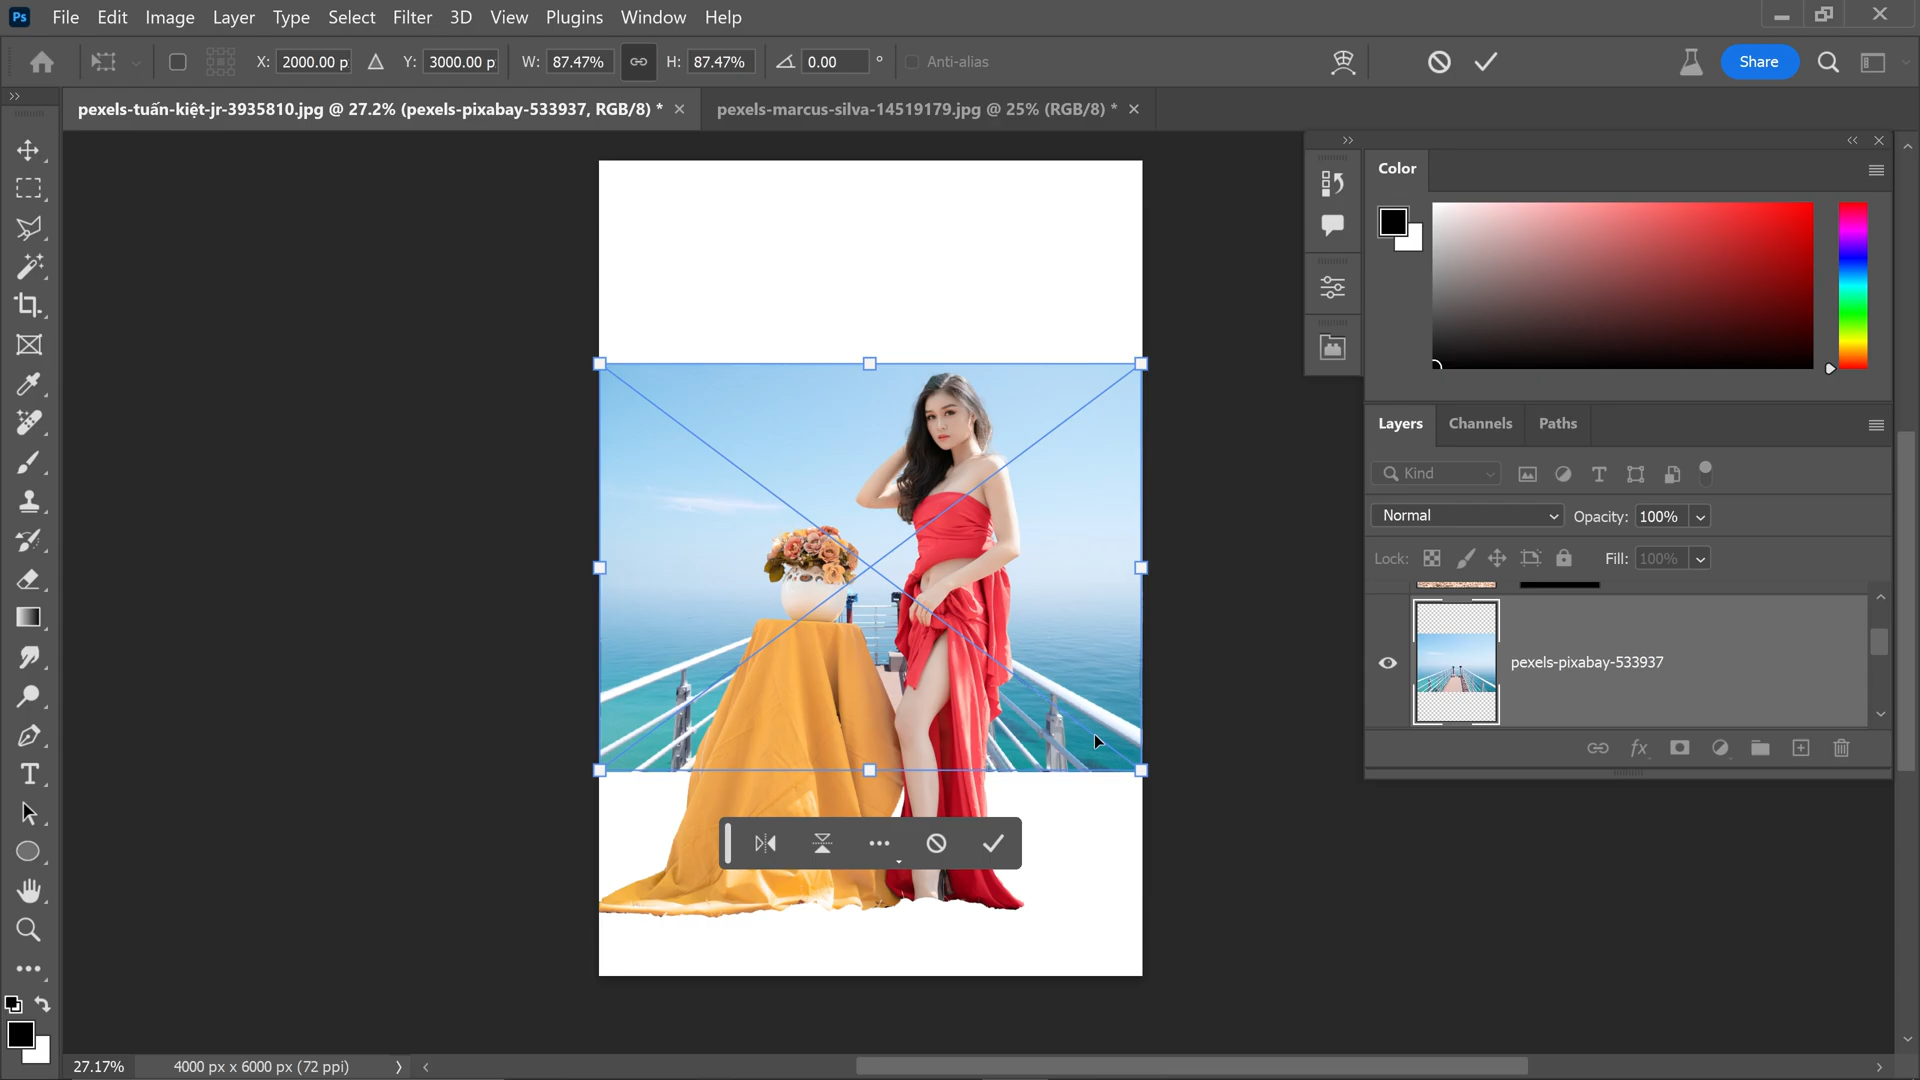 Ps File Edit Image Layer Type Select Filter 3D View Plugins Window Help
X: 2000.00 p Y: 3000.00 p W: 87.47% H: 87.47% 0.00 ° Anti-alias Share
pexels-tuấn-kiệt-jr-3935810.jpg @ 27.2% (pexels-pixabay-533937, RGB/8) * pexels-marcus-silva-14519179.jpg @ 25% (RGB/8) *
Color
Layers Channels Paths
Kind
Normal Opacity: 100%
Lock: Fill: 100%
pexels-pixabay-533937
27.17% 4000 px x 6000 px (72 ppi)